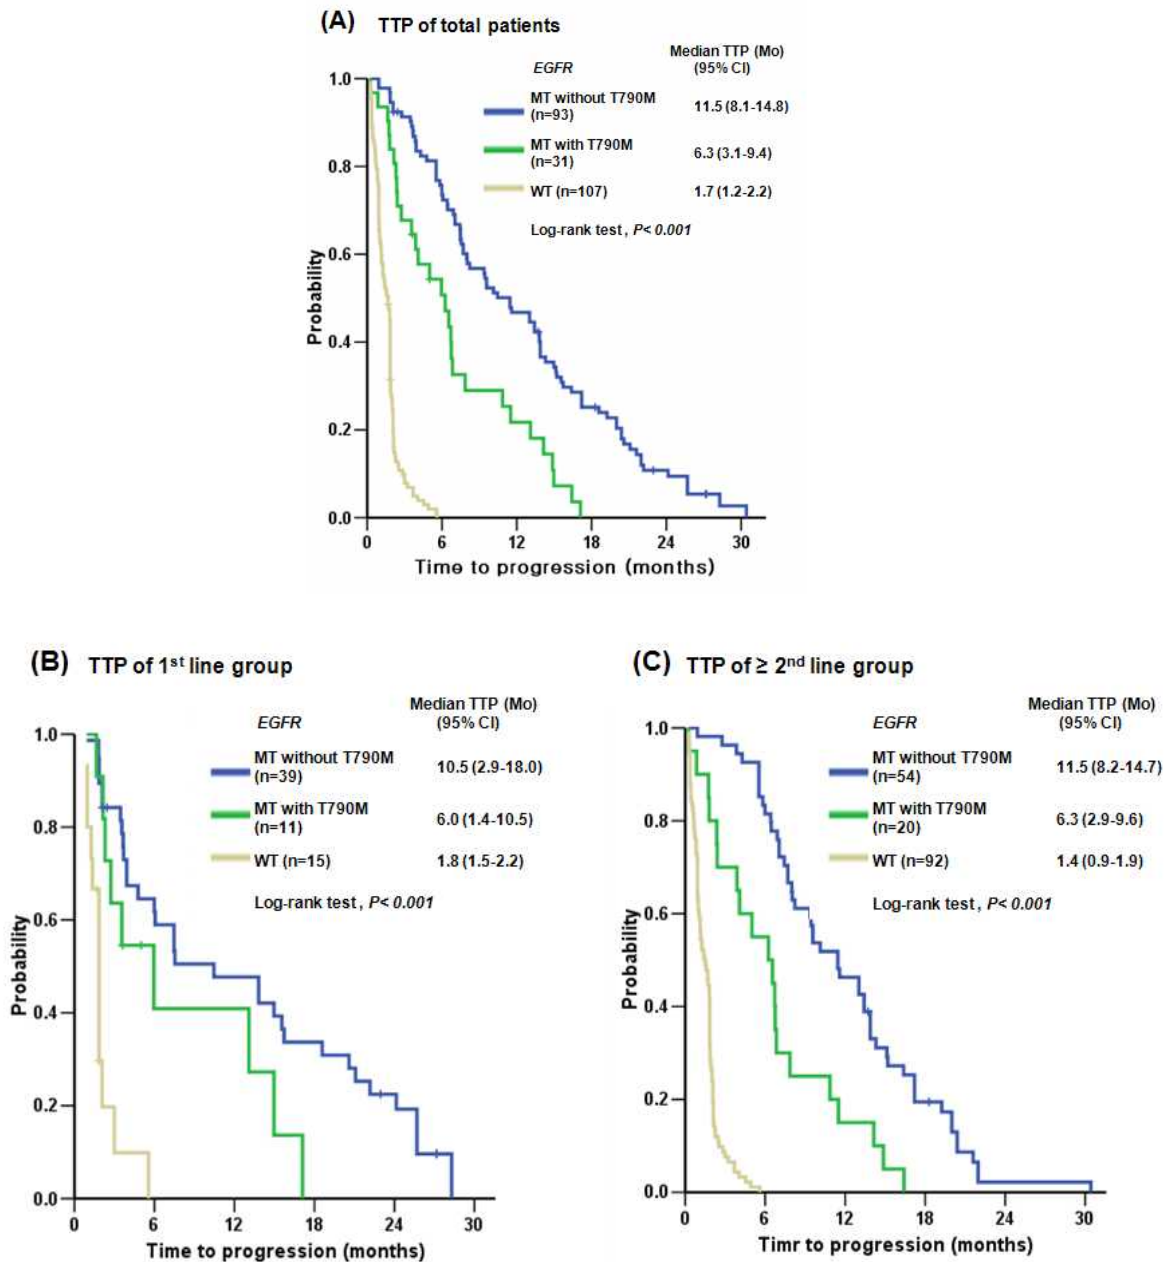 (A) TTP of total patients
EGFR Median TTP (Mo)
(95% CI)
MT without T790M
(n=93) 11.5 (8.1-14.8)
MT with T790M
(n=31) 6.3 (3.1-9.4)
WT (n=107) 1.7 (1.2-2.2)
Log-rank test , P< 0.001
Probability
1.0
0.8
0.6
0.4
0.2
0.0
0 6 12 18 24 30
Time to progression (months)
(B) TTP of 1st line group
EGFR Median TTP (Mo)
(95% CI)
MT without T790M
(n=39) 10.5 (2.9-18.0)
MT with T790M
(n=11) 6.0 (1.4-10.5)
WT (n=15) 1.8 (1.5-2.2)
Log-rank test , P< 0.001
Probability
1.0
0.8
0.6
0.4
0.2
0.0
0 6 12 18 24 30
Time to progression (months)
(C) TTP of ≥ 2nd line group
EGFR Median TTP (Mo)
(95% CI)
MT without T790M
(n=54) 11.5 (8.2-14.7)
MT with T790M
(n=20) 6.3 (2.9-9.6)
WT (n=92) 1.4 (0.9-1.9)
Log-rank test , P< 0.001
Probability
1.0
0.8
0.6
0.4
0.2
0.0
0 6 12 18 24 30
Timr to progression (months)